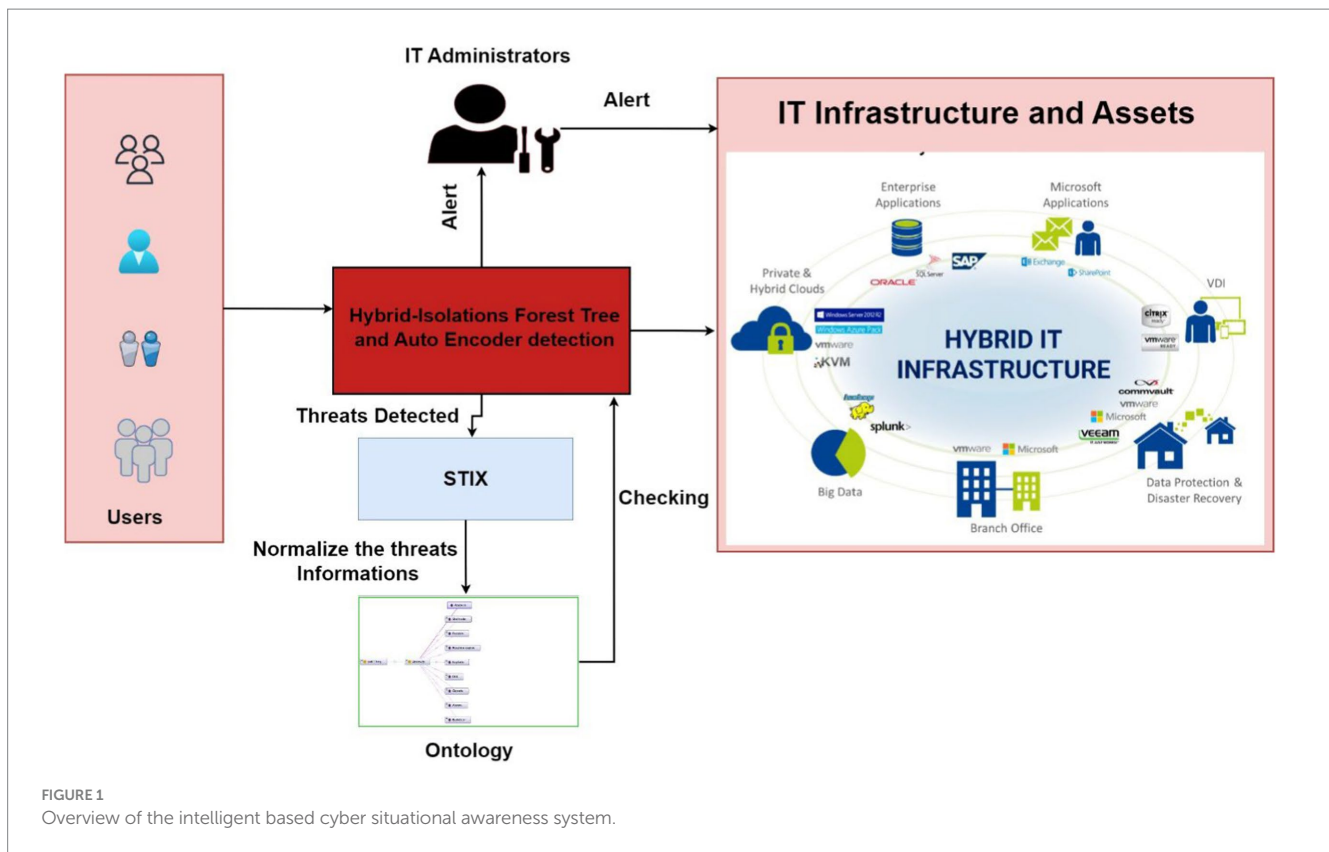 IT Administrators
Alert
Alert
Users
Hybrid-Isolations Forest Tree
and Auto Encoder detection
Threats Detected
STIX
Checking
Normalize the threats
Informations
Ontology
IT Infrastructure and Assets
Enterprise
Applications
Microsoft
Applications
SQL Server
SAP
ORACLE
Exchange
SharePoint
Private &
Hybrid Clouds
Windows Server 2012 R2
Windows Azure Pack
vmware
KVM
VDI
CITRIX
vmware
READY
HYBRID IT
INFRASTRUCTURE
commvault
vmware
Microsoft
veeam
splunk>
vmware
Microsoft
Big Data
Branch Office
Data Protection &
Disaster Recovery
FIGURE 1
Overview of the intelligent based cyber situational awareness system.